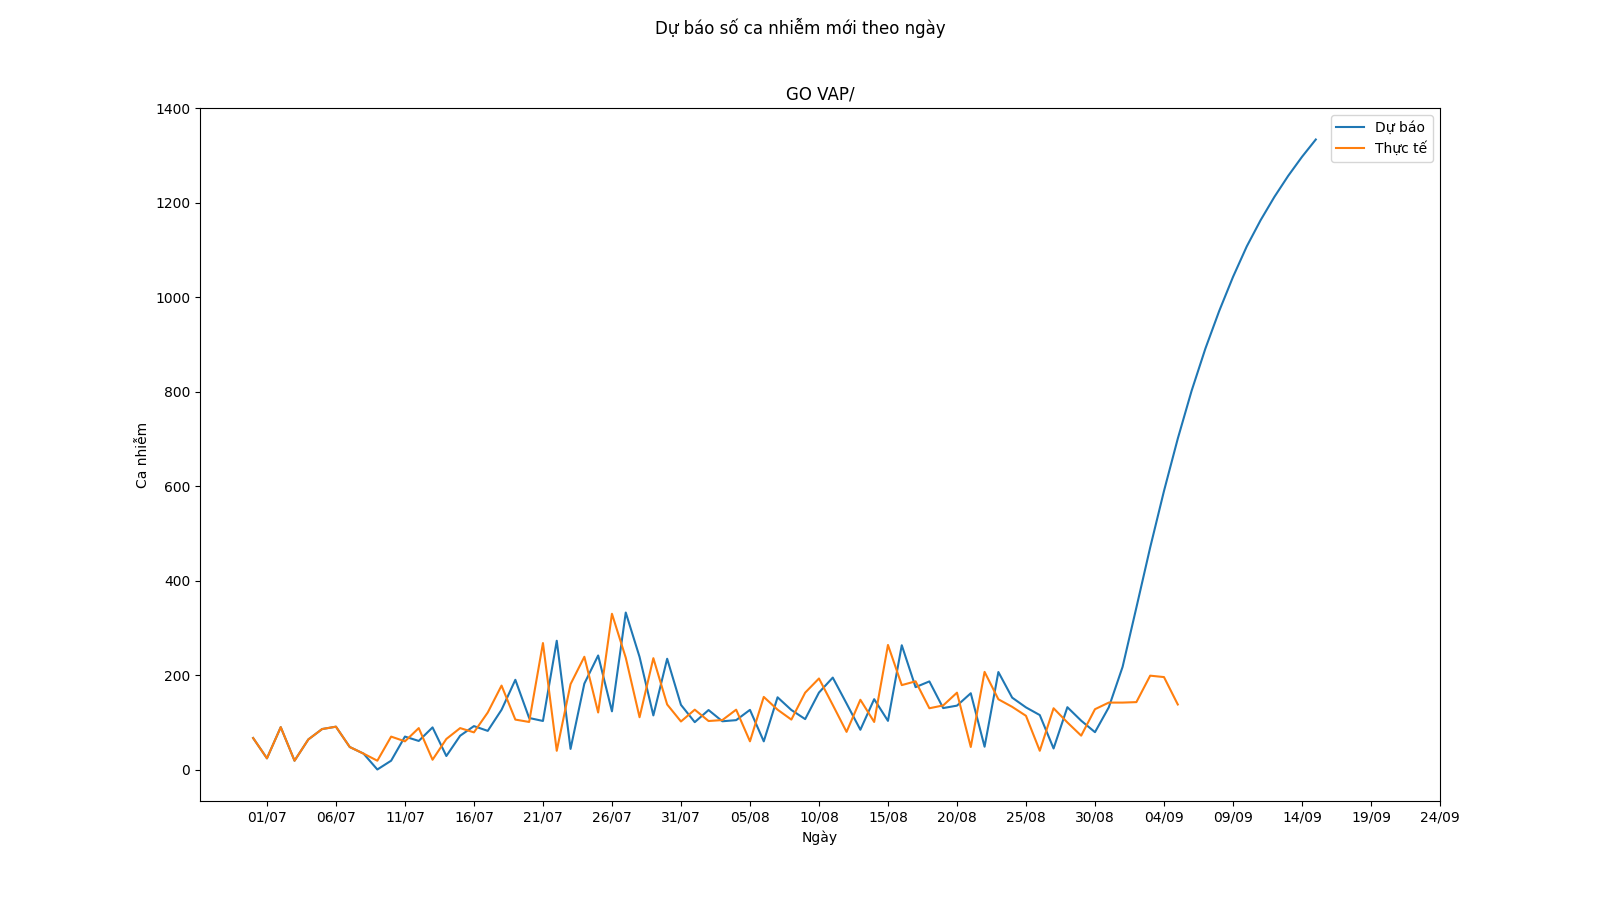 Dự báo số ca nhiễm mới theo ngày
GO VAP/
1400
1200
1000
800
600
400
200
0
Ca nhiễm
Dự báo
Thực tế
01/07 06/07 11/07 16/07 21/07 26/07 31/07 05/08 10/08 15/08 20/08 25/08 30/08 04/09 09/09 14/09 19/09 24/09
Ngày